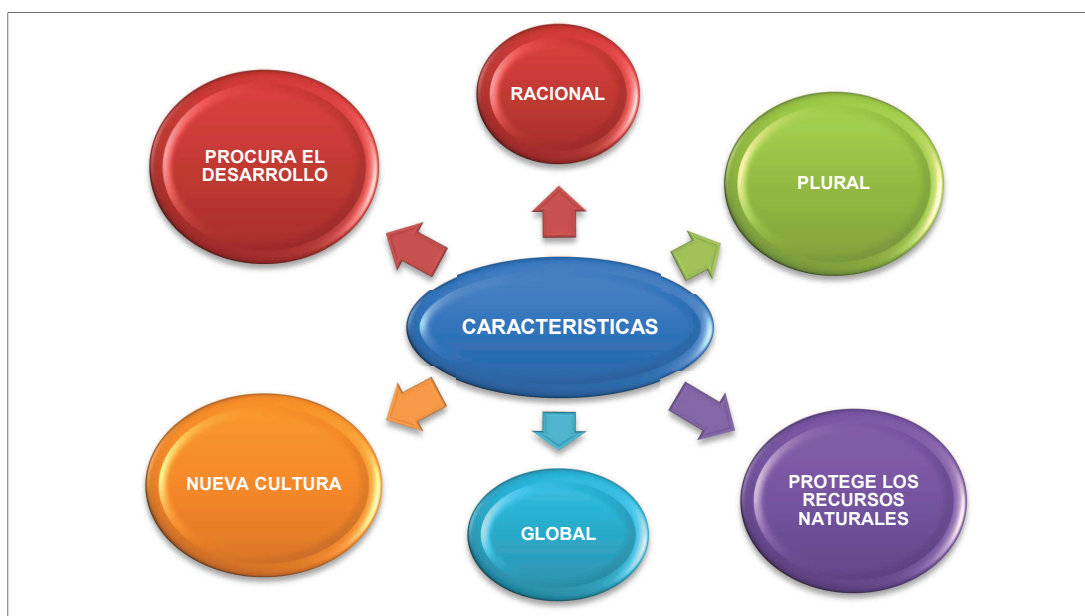 RACIONAL
PROCURA EL
DESARROLLO
PLURAL
CARACTERISTICAS
NUEVA CULTURA
GLOBAL
PROTEGE LOS
RECURSOS
NATURALES